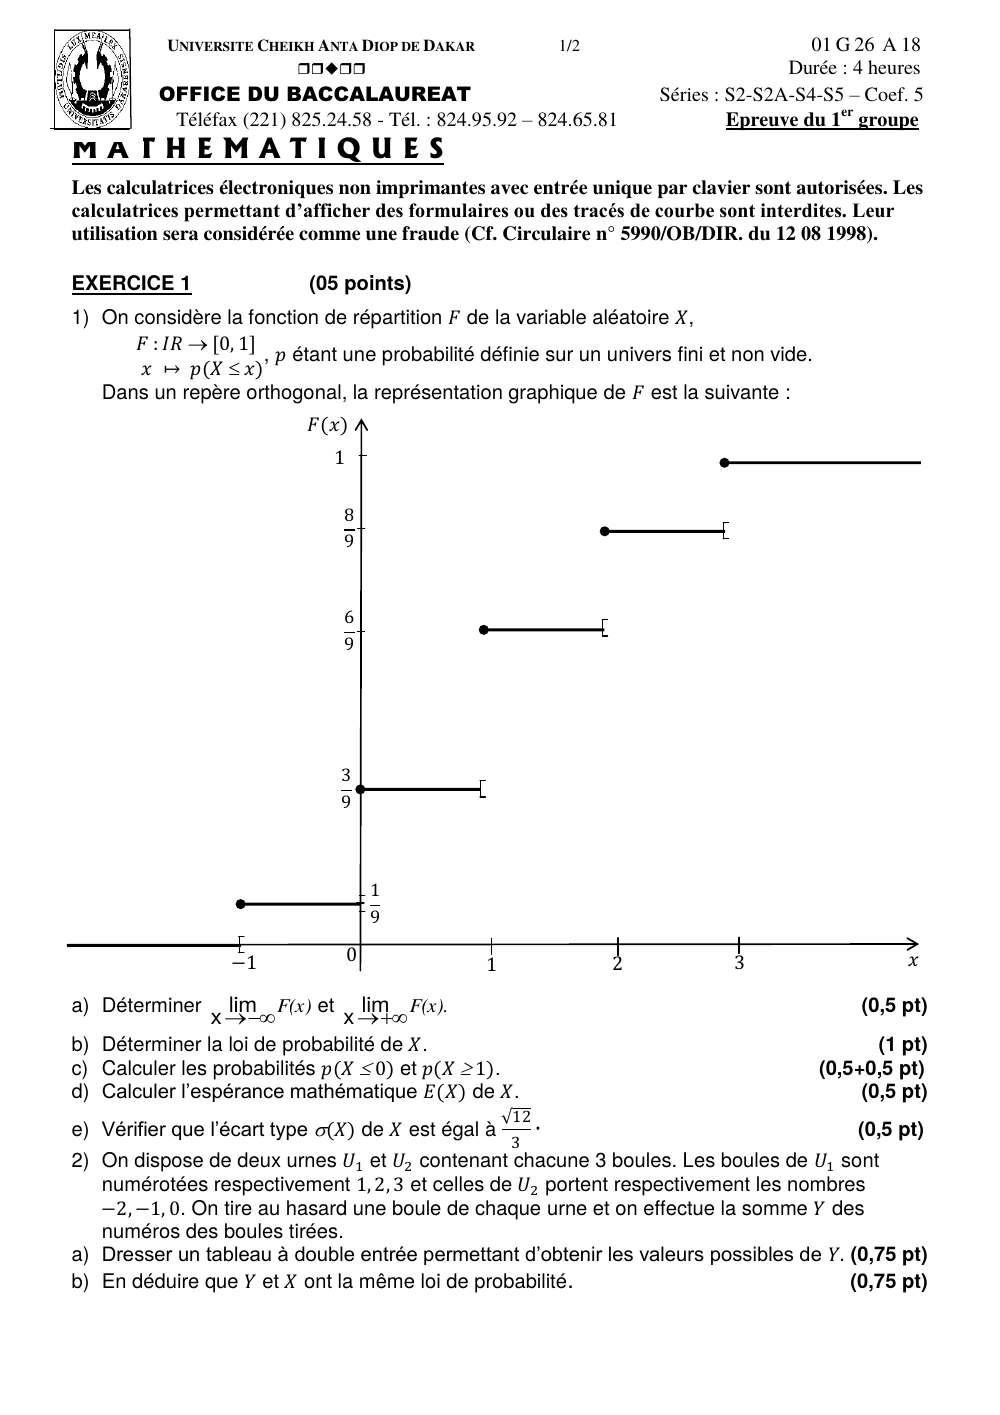 UNIVERSITE CHEIKH ANTA DIOP DE DAKAR 1/2 01 G 26 A 18
❒❒◆❒❒ Durée : 4 heures
OFFICE DU BACCALAUREAT Séries : S2-S2A-S4-S5 – Coef. 5
Téléfax (221) 825.24.58 - Tél. : 824.95.92 – 824.65.81 Epreuve du 1er groupe
MATHEMATIQUES
Les calculatrices électroniques non imprimantes avec entrée unique par clavier sont autorisées. Les
calculatrices permettant d’afficher des formulaires ou des tracés de courbe sont interdites. Leur
utilisation sera considérée comme une fraude (Cf. Circulaire n° 5990/OB/DIR. du 12 08 1998).
EXERCICE 1 (05 points)
1) On considère la fonction de répartition F de la variable aléatoire X,
F : IR → [0, 1]
x ↦ p(X ≤ x) , p étant une probabilité définie sur un univers fini et non vide.
Dans un repère orthogonal, la représentation graphique de F est la suivante :
F(x)
1
8/9
6/9
3/9
1/9
−1 0 1 2 3 x
a) Déterminer lim x→−∞ F(x) et lim x→+∞ F(x). (0,5 pt)
b) Déterminer la loi de probabilité de X. (1 pt)
c) Calculer les probabilités p(X ≤ 0) et p(X ≥ 1). (0,5+0,5 pt)
d) Calculer l’espérance mathématique E(X) de X. (0,5 pt)
e) Vérifier que l’écart type σ(X) de X est égal à √12/3 . (0,5 pt)
2) On dispose de deux urnes U1 et U2 contenant chacune 3 boules. Les boules de U1 sont
numérotées respectivement 1, 2, 3 et celles de U2 portent respectivement les nombres
−2, −1, 0. On tire au hasard une boule de chaque urne et on effectue la somme Y des
numéros des boules tirées.
a) Dresser un tableau à double entrée permettant d’obtenir les valeurs possibles de Y. (0,75 pt)
b) En déduire que Y et X ont la même loi de probabilité. (0,75 pt)